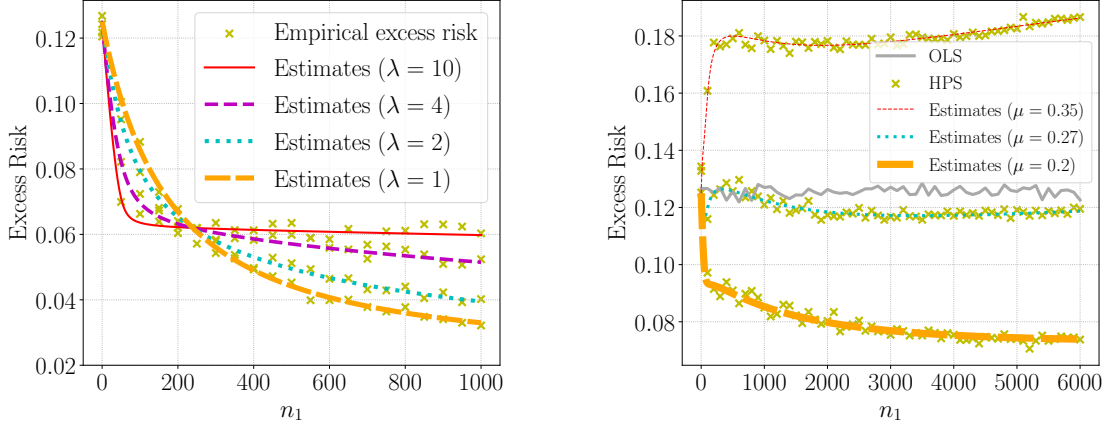 0.12
0.10
0.08
0.06
0.04
0.02
Excess Risk
0 200 400 600 800 1000
n₁
Empirical excess risk
Estimates (λ = 10)
Estimates (λ = 4)
Estimates (λ = 2)
Estimates (λ = 1)
0.18
0.16
0.14
0.12
0.10
0.08
Excess Risk
0 1000 2000 3000 4000 5000 6000
n₁
OLS
HPS
Estimates (μ = 0.35)
Estimates (μ = 0.27)
Estimates (μ = 0.2)